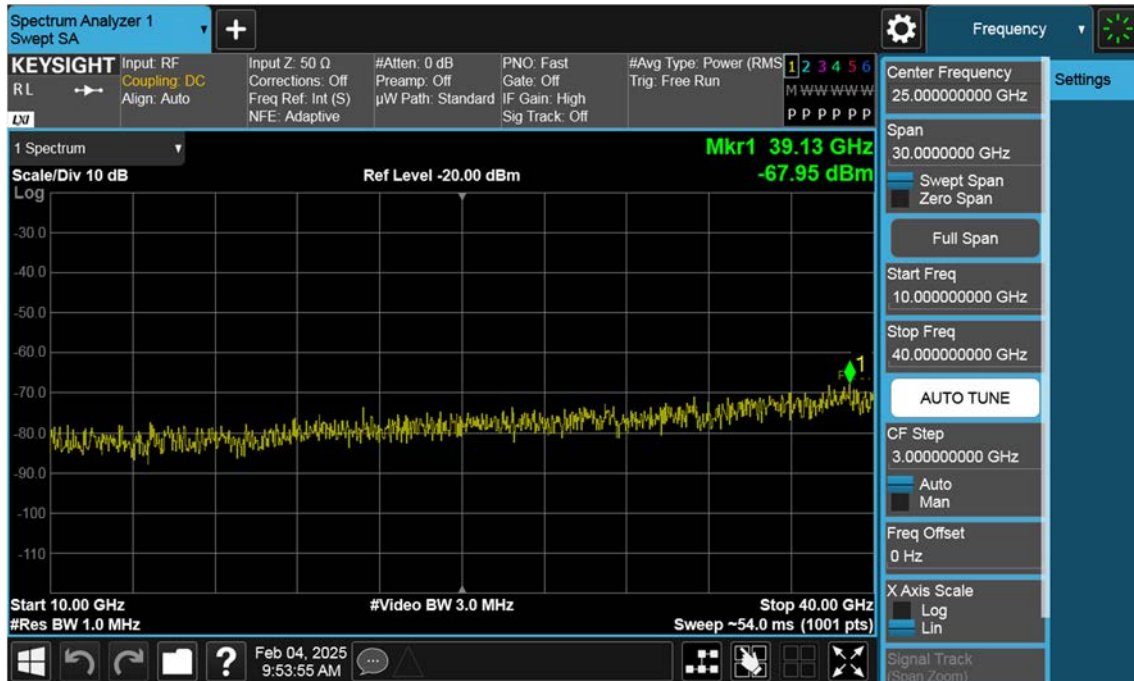 Spectrum Analyzer 1
Swept SA
Frequency
KEYSIGHT
RL
LXI
Input: RF
Coupling: DC
Align: Auto
Input Z: 50 Ω
Corrections: Off
Freq Ref: Int (S)
NFE: Adaptive
#Atten: 0 dB
Preamp: Off
µW Path: Standard
PNO: Fast
Gate: Off
IF Gain: High
Sig Track: Off
#Avg Type: Power (RMS
Trig: Free Run
1 2 3 4 5 6
M W W W W W
P P P P P P
1 Spectrum
Scale/Div 10 dB
Ref Level -20.00 dBm
Mkr1 39.13 GHz
-67.95 dBm
Log
-30.0
-40.0
-50.0
-60.0
-70.0
-80.0
-90.0
-100
-110
1
Start 10.00 GHz
#Video BW 3.0 MHz
Stop 40.00 GHz
#Res BW 1.0 MHz
Sweep ~54.0 ms (1001 pts)
Feb 04, 2025
9:53:55 AM
Center Frequency
25.000000000 GHz
Settings
Span
30.0000000 GHz
Swept Span
Zero Span
Full Span
Start Freq
10.000000000 GHz
Stop Freq
40.000000000 GHz
AUTO TUNE
CF Step
3.000000000 GHz
Auto
Man
Freq Offset
0 Hz
X Axis Scale
Log
Lin
Signal Track
(Span Zoom)